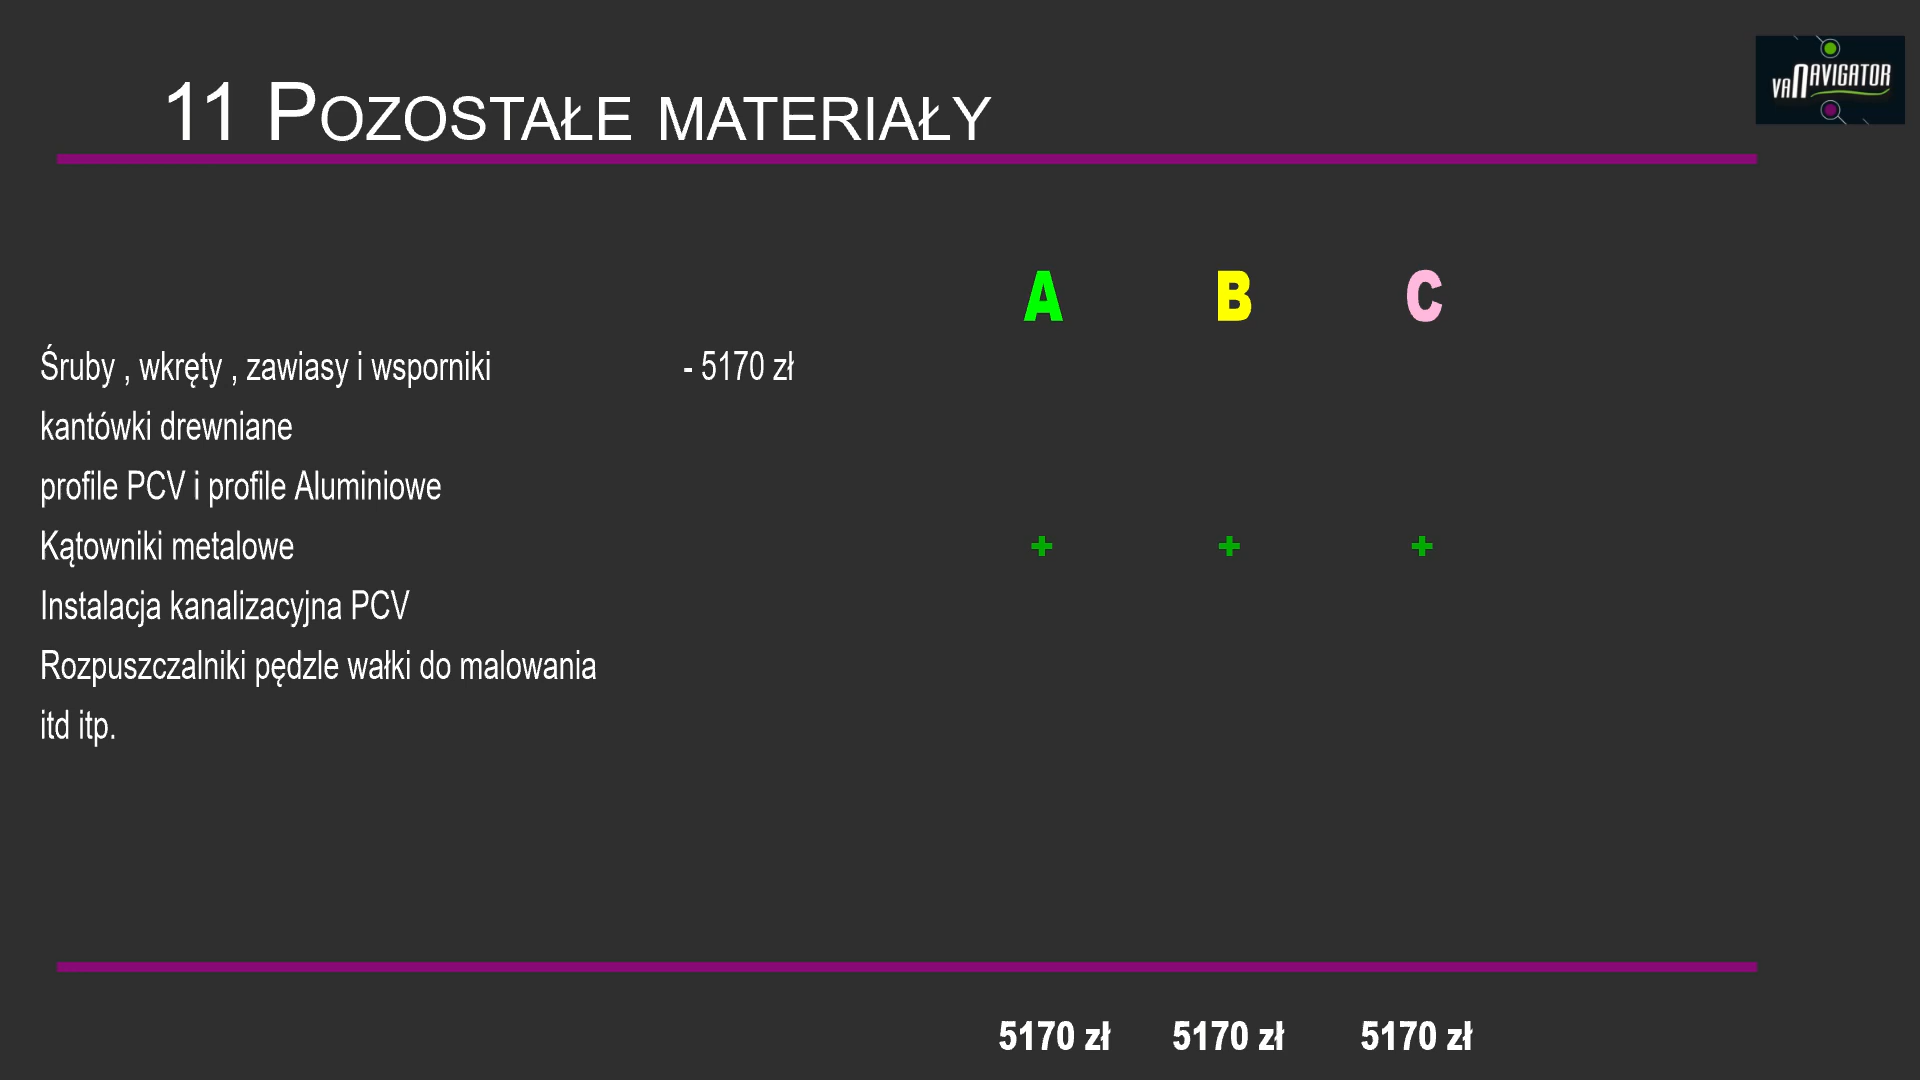 11 POZOSTAŁE MATERIAŁY
VANAVIGATOR
A B C
Śruby , wkręty , zawiasy i wsporniki - 5170 zł
kantówki drewniane
profile PCV i profile Aluminiowe
Kątowniki metalowe + + +
Instalacja kanalizacyjna PCV
Rozpuszczalniki pędzle wałki do malowania
itd itp.
5170 zł 5170 zł 5170 zł